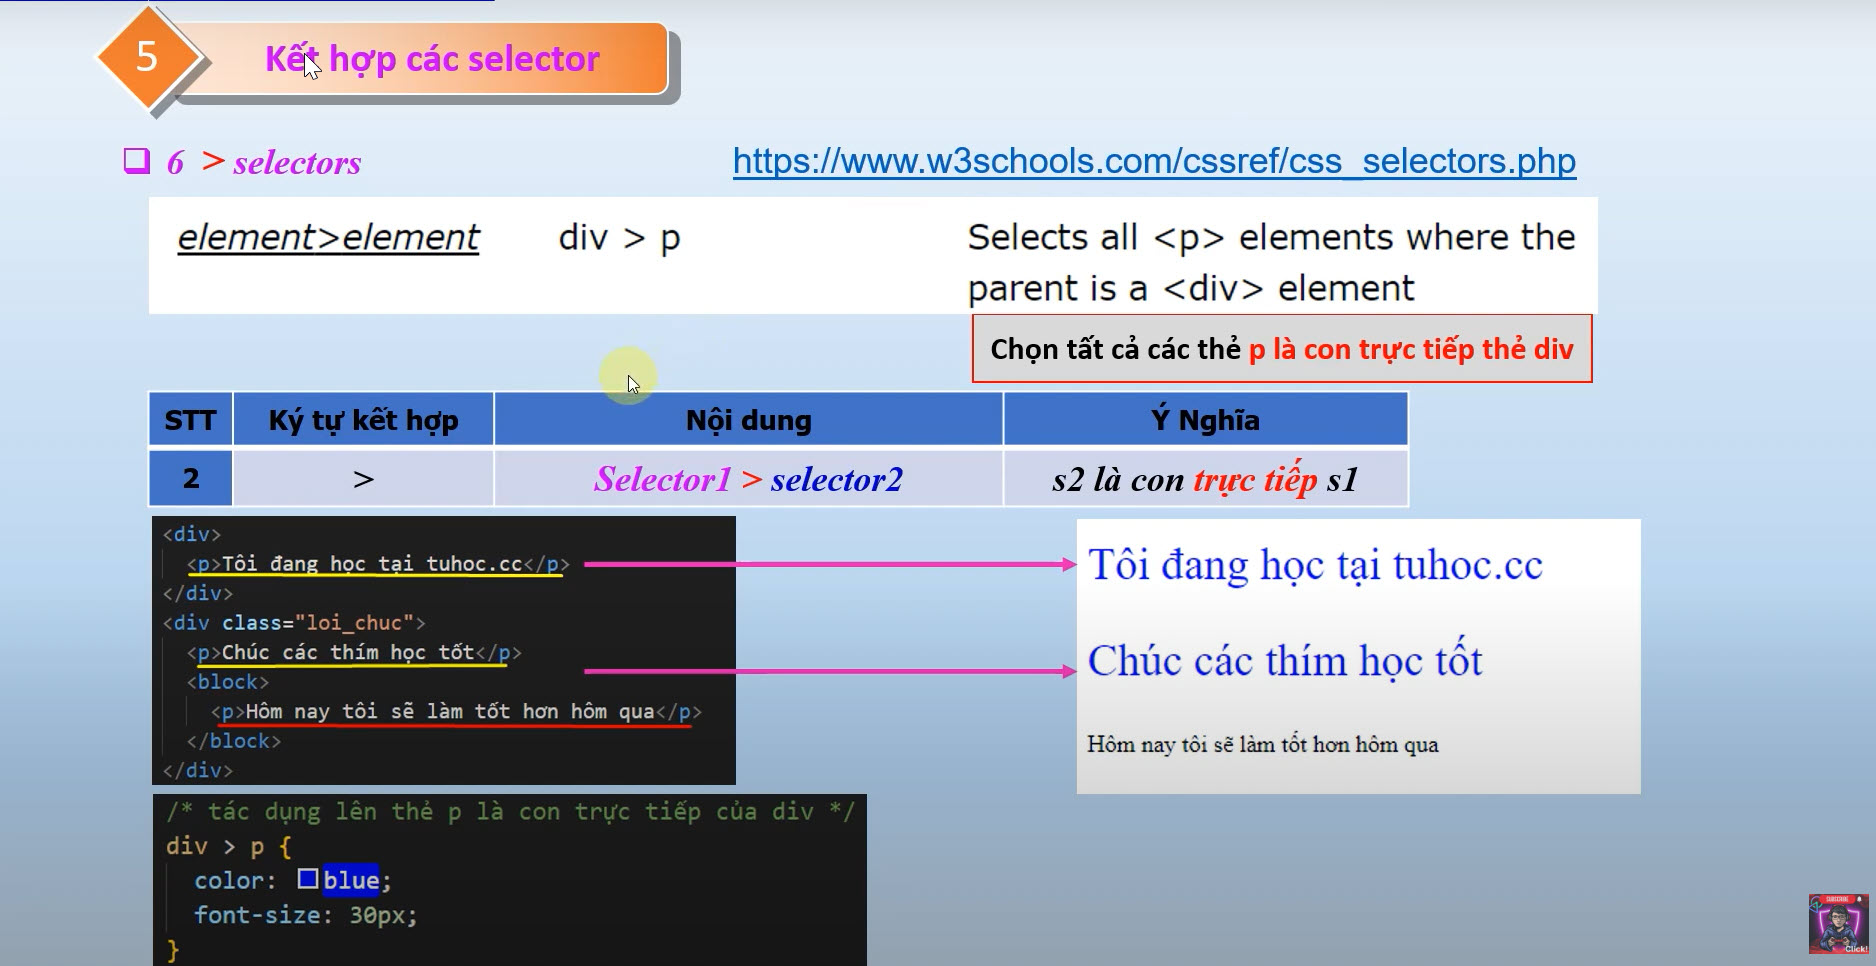 5
Kết hợp các selector
6 > selectors
https://www.w3schools.com/cssref/css_selectors.php
element>element div > p Selects all <p> elements where the
parent is a <div> element
Chọn tất cả các thẻ p là con trực tiếp thẻ div
STT Ký tự kết hợp Nội dung Ý Nghĩa
2 > Selector1 > selector2 s2 là con trực tiếp s1
<div>
<p>Tôi đang học tại tuhoc.cc</p>
</div>
<div class="loi_chuc">
<p>Chúc các thím học tốt</p>
<block>
<p>Hôm nay tôi sẽ làm tốt hơn hôm qua</p>
</block>
</div>
Tôi đang học tại tuhoc.cc
Chúc các thím học tốt
Hôm nay tôi sẽ làm tốt hơn hôm qua
/* tác dụng lên thẻ p là con trực tiếp của div */
div > p {
color: blue;
font-size: 30px;
}
SUBSCRIBE
Click!